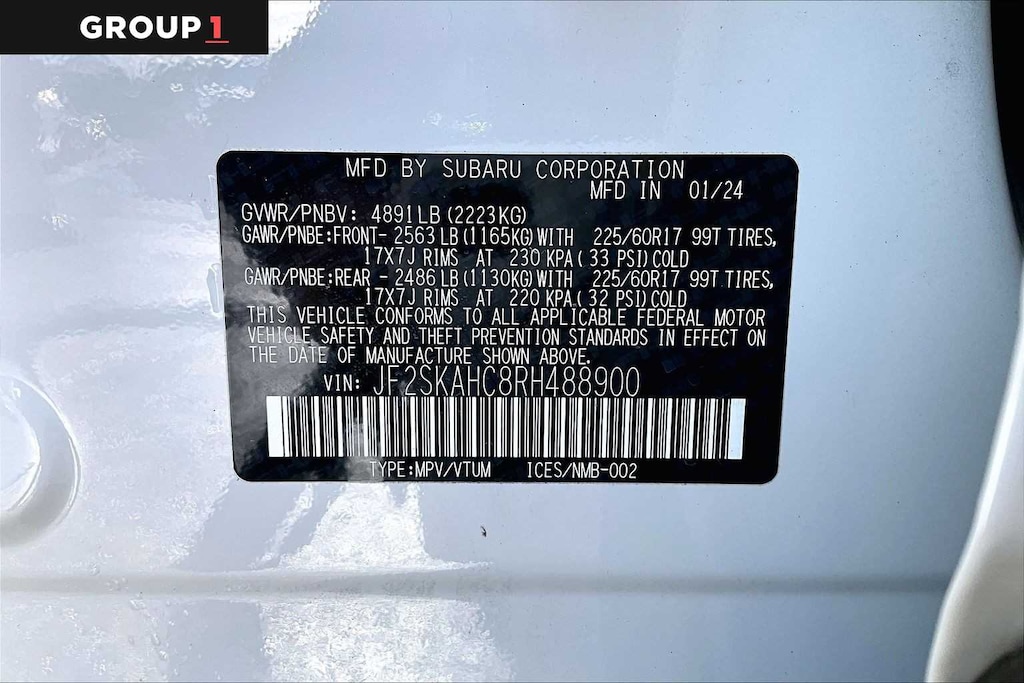 GROUP 1
MFD BY SUBARU CORPORATION
MFD IN 01/24
GVWR/PNBV: 4891LB (2223KG)
GAWR/PNBE:FRONT- 2563 LB (1165KG) WITH 225/60R17 99T TIRES,
17X7J RIMS AT 230 KPA ( 33 PSI) COLD
GAWR/PNBE:REAR - 2486 LB (1130KG) WITH 225/60R17 99T TIRES,
17X7J RIMS AT 220 KPA ( 32 PSI) COLD
THIS VEHICLE CONFORMS TO ALL APPLICABLE FEDERAL MOTOR
VEHICLE SAFETY AND THEFT PREVENTION STANDARDS IN EFFECT ON
THE DATE OF MANUFACTURE SHOWN ABOVE.
VIN: JF2SKAHC8RH488900
TYPE:MPV/VTUM ICES/NMB-002